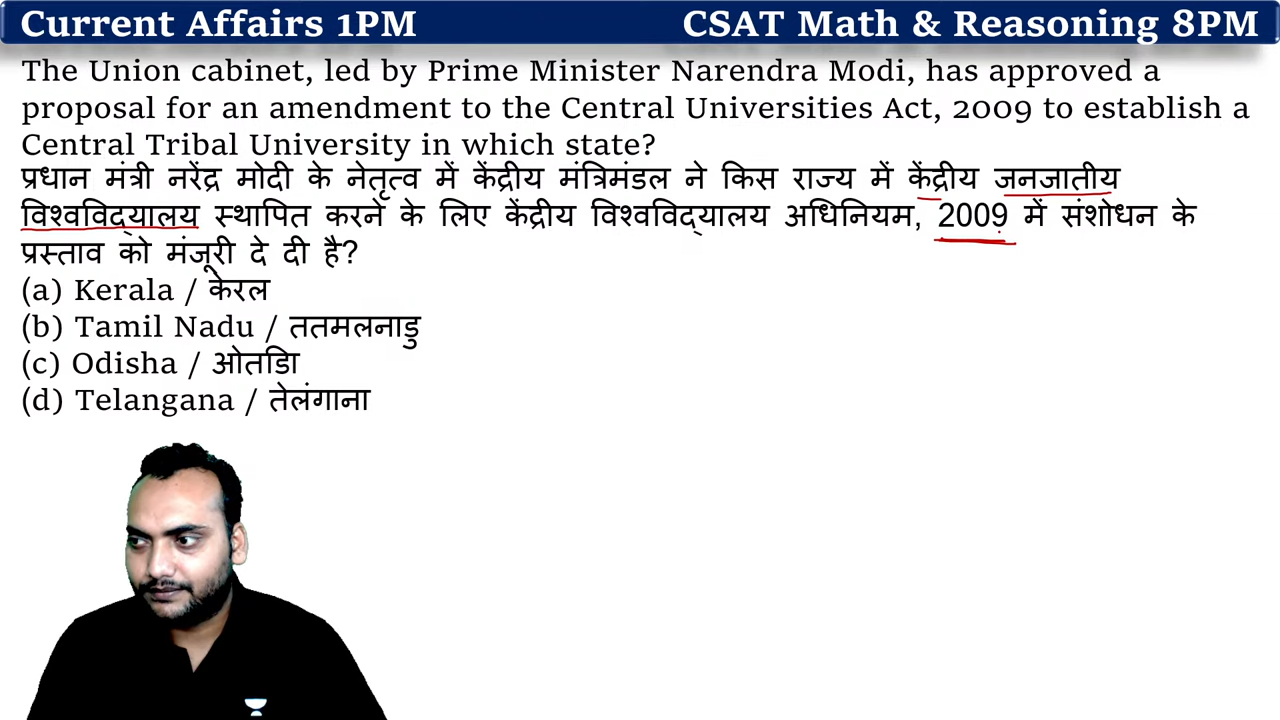 Current Affairs 1PM
CSAT Math & Reasoning 8PM
The Union cabinet, led by Prime Minister Narendra Modi, has approved a
proposal for an amendment to the Central Universities Act, 2009 to establish a
Central Tribal University in which state?
प्रधान मंत्री नरेंद्र मोदी के नेतृत्व में केंद्रीय मंत्रिमंडल ने किस राज्य में केंद्रीय जनजातीय
विश्वविद्यालय स्थापित करने के लिए केंद्रीय विश्वविद्यालय अधिनियम, 2009 में संशोधन के
प्रस्ताव को मंजूरी दे दी है?
(a) Kerala / केरल
(b) Tamil Nadu / ततमलनाडु
(c) Odisha / ओतडिा
(d) Telangana / तेलंगाना